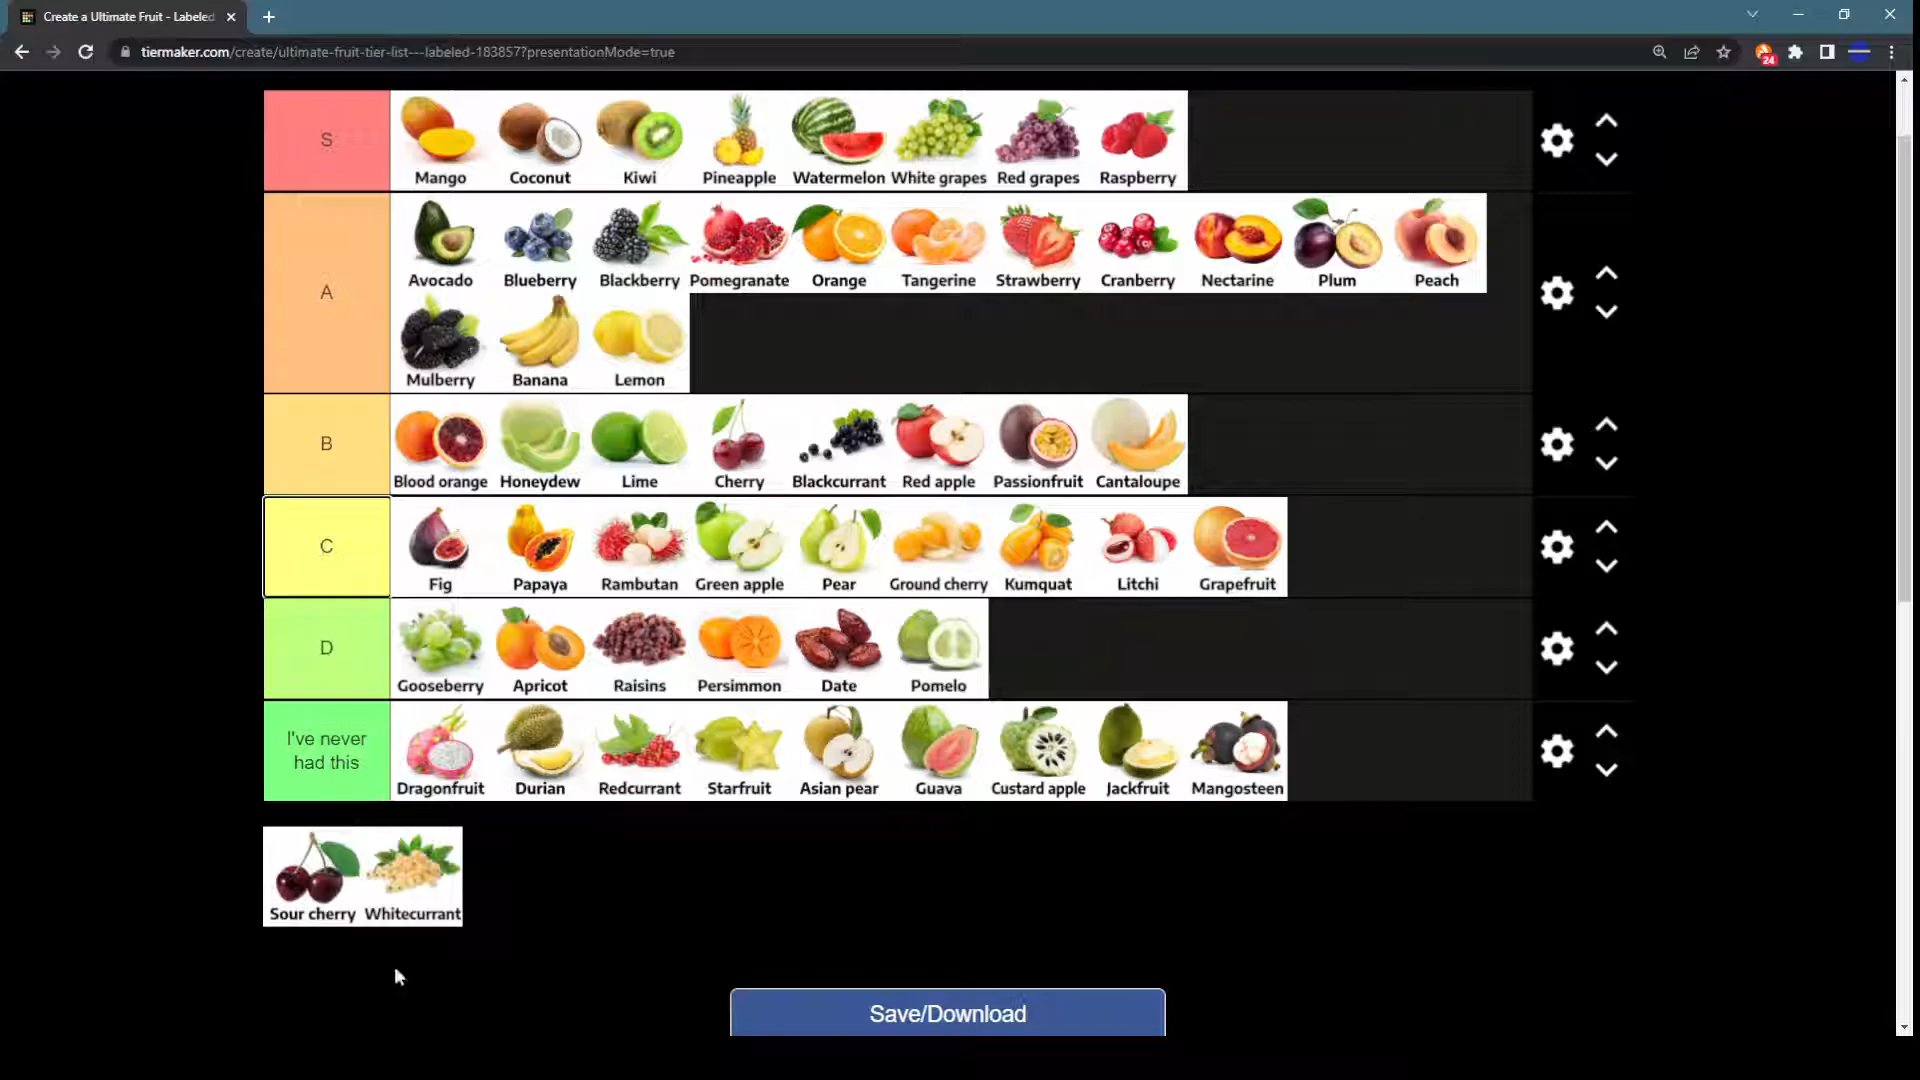 Create a Ultimate Fruit - Labeled
tiermaker.com/create/ultimate-fruit-tier-list---labeled-183857?presentationMode=true
24
S
Mango Coconut Kiwi Pineapple Watermelon White grapes Red grapes Raspberry
A
Avocado Blueberry Blackberry Pomegranate Orange Tangerine Strawberry Cranberry Nectarine Plum Peach
Mulberry Banana Lemon
B
Blood orange Honeydew Lime Cherry Blackcurrant Red apple Passionfruit Cantaloupe
C
Fig Papaya Rambutan Green apple Pear Ground cherry Kumquat Litchi Grapefruit
D
Gooseberry Apricot Raisins Persimmon Date Pomelo
I've never
had this
Dragonfruit Durian Redcurrant Starfruit Asian pear Guava Custard apple Jackfruit Mangosteen
Sour cherry Whitecurrant
Save/Download